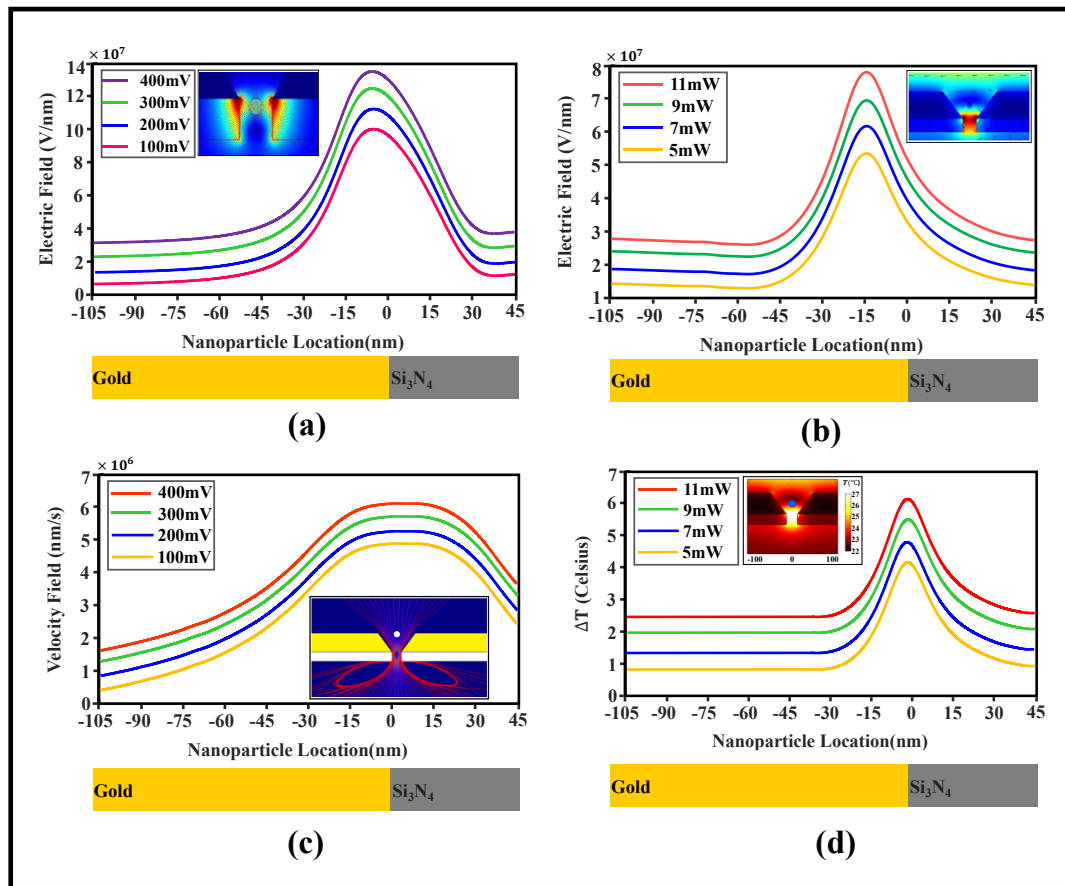 × 10⁷
14
12
10
8
6
4
2
0
Electric Field (V/nm)
400mV
300mV
200mV
100mV
-105 -90 -75 -60 -45 -30 -15 0 15 30 45
Nanoparticle Location(nm)
Gold Si₃N₄
(a)
× 10⁷
8
7
6
5
4
3
2
1
Electric Field (V/nm)
11mW
9mW
7mW
5mW
-105 -90 -75 -60 -45 -30 -15 0 15 30 45
Nanoparticle Location(nm)
Gold Si₃N₄
(b)
× 10⁶
7
6
5
4
3
2
1
0
Velocity Field (nm/s)
400mV
300mV
200mV
100mV
-105 -90 -75 -60 -45 -30 -15 0 15 30 45
Nanoparticle Location(nm)
Gold Si₃N₄
(c)
7
6
5
4
3
2
1
0
ΔT (Celsius)
11mW
9mW
7mW
5mW
T(°C)
27
26
25
24
23
22
-100 0 100
-105 -90 -75 -60 -45 -30 -15 0 15 30 45
Nanoparticle Location(nm)
Gold Si₃N₄
(d)